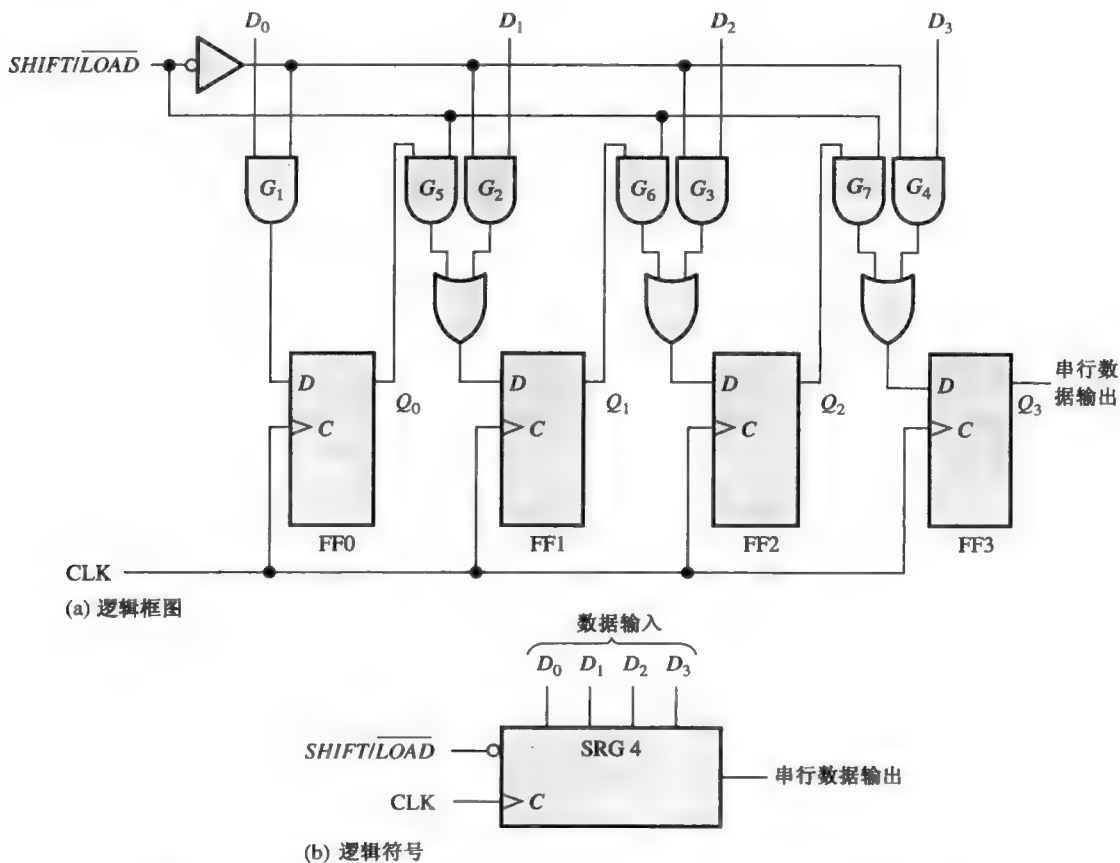 D₀ D₁ D₂ D₃
SHIFT/L̅O̅A̅D̅
G₁ G₅ G₂ G₆ G₃ G₇ G₄
D D D D
Q₀ Q₁ Q₂ Q₃
串行数
据输出
C C C C
FF0 FF1 FF2 FF3
CLK
(a) 逻辑框图
数据输入
D₀ D₁ D₂ D₃
SHIFT/L̅O̅A̅D̅
SRG 4
串行数据输出
CLK
C
(b) 逻辑符号